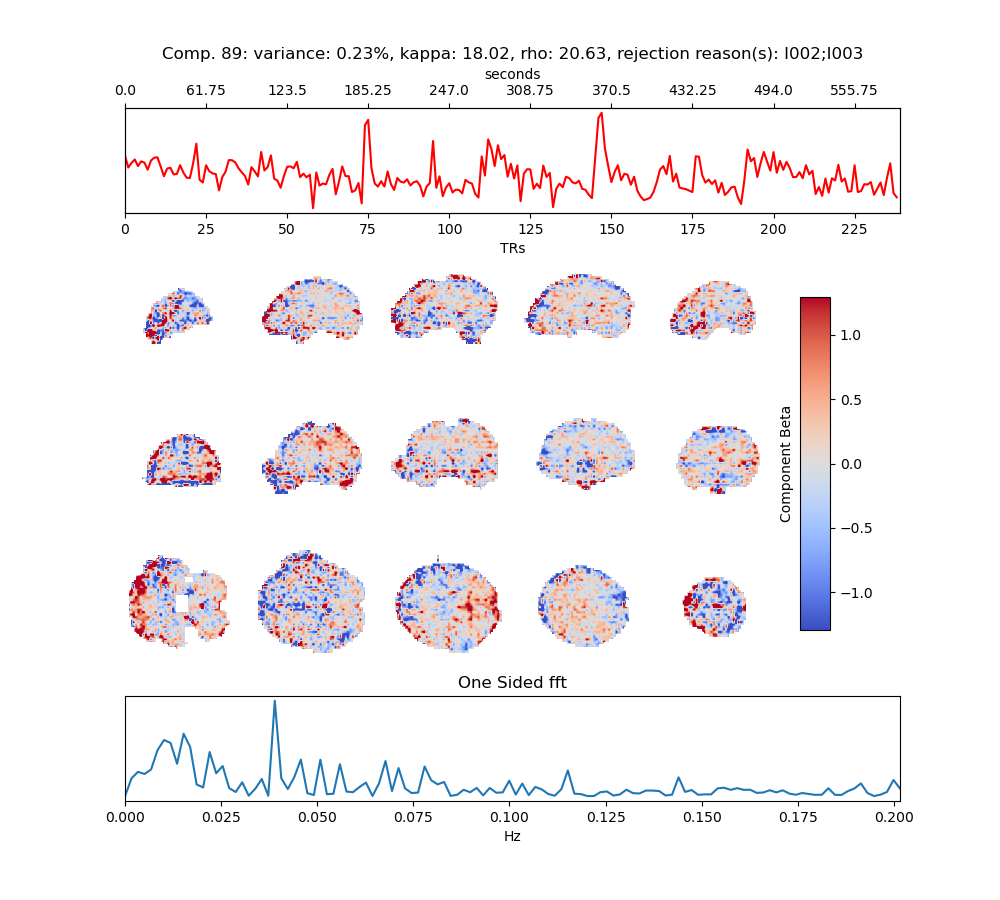 Comp. 89: variance: 0.23%, kappa: 18.02, rho: 20.63, rejection reason(s): I002;I003
seconds
0.0 61.75 123.5 185.25 247.0 308.75 370.5 432.25 494.0 555.75
0 25 50 75 100 125 150 175 200 225
TRs
1.0
0.5
0.0
−0.5
−1.0
Component Beta
One Sided fft
0.000 0.025 0.050 0.075 0.100 0.125 0.150 0.175 0.200
Hz